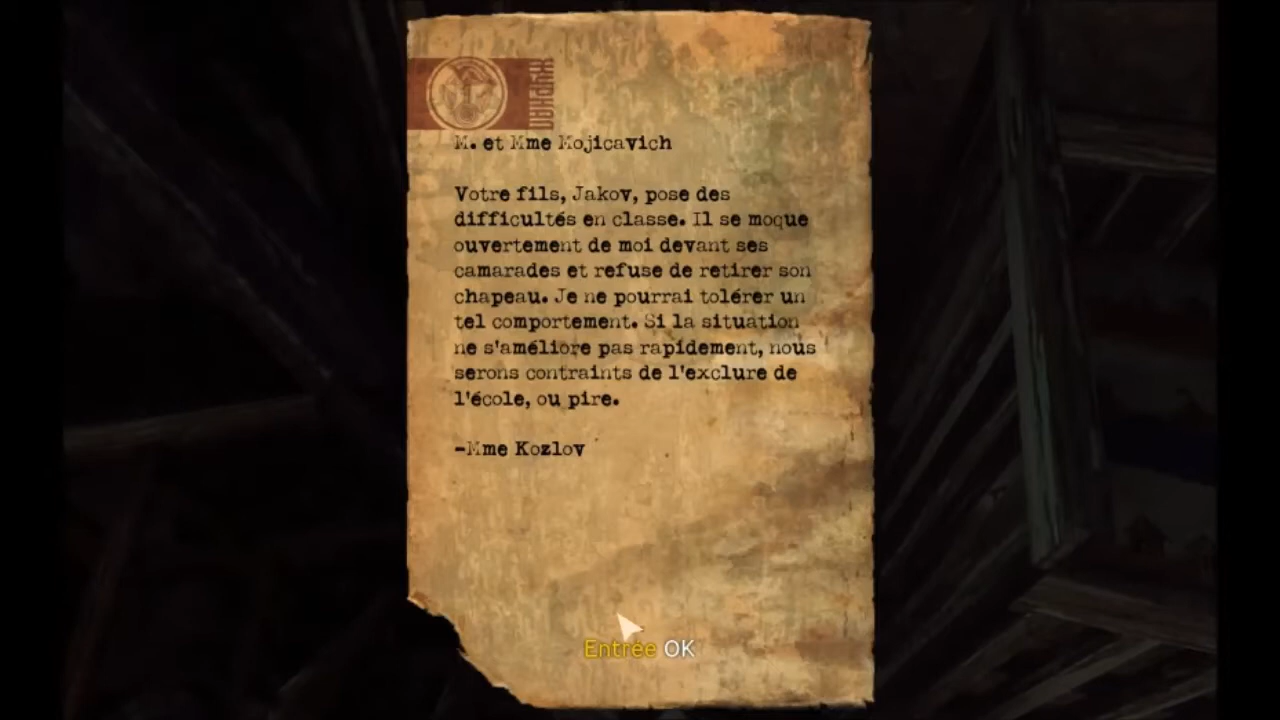 M. et Mme Mojicavich
Votre fils, Jakov, pose des
difficultés en classe. Il se moque
ouvertement de moi devant ses
camarades et refuse de retirer son
chapeau. Je ne pourrai tolérer un
tel comportement. Si la situation
ne s'améliore pas rapidement, nous
serons contraints de l'exclure de
l'école, ou pire.
-Mme Kozlov
Entrée OK